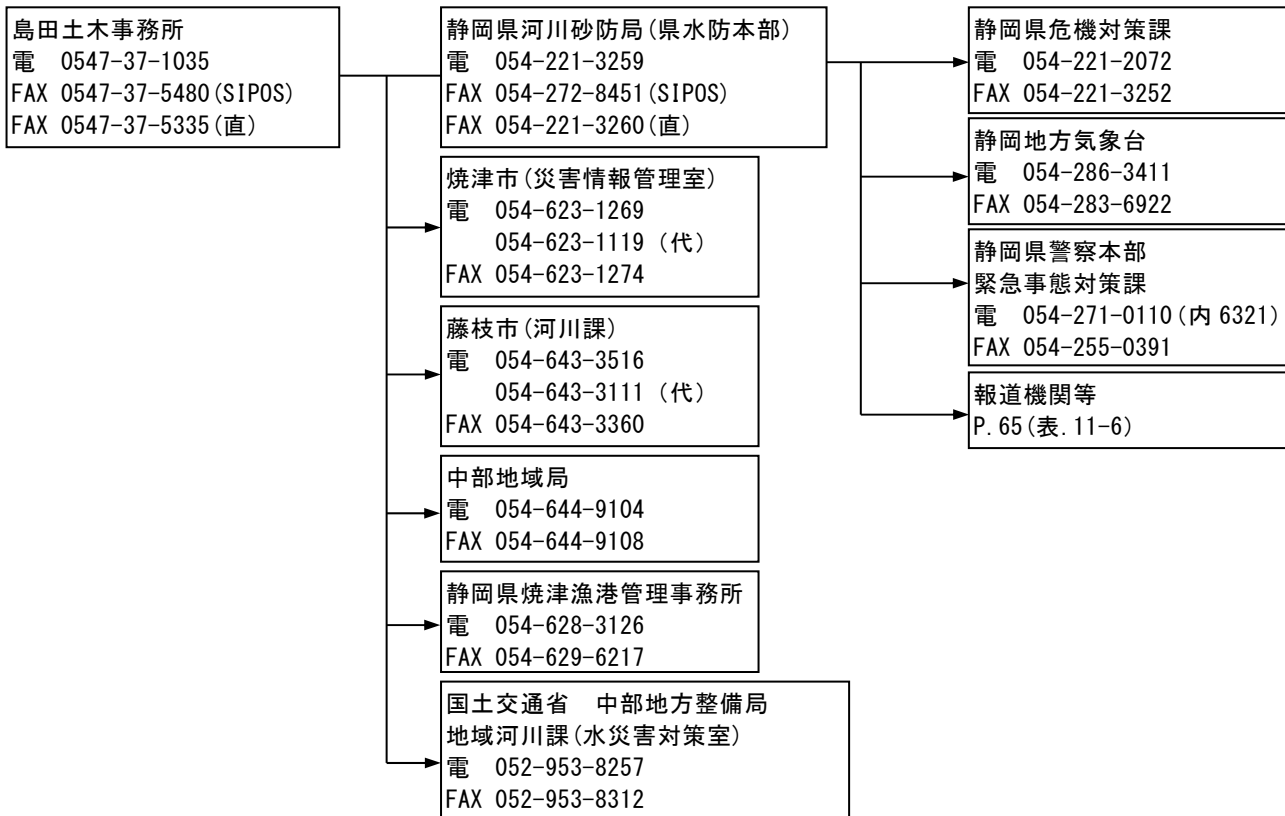 島田土木事務所
電　0547-37-1035
FAX 0547-37-5480(SIPOS)
FAX 0547-37-5335(直)
静岡県河川砂防局(県水防本部)
電　054-221-3259
FAX 054-272-8451(SIPOS)
FAX 054-221-3260(直)
焼津市(災害情報管理室)
電　054-623-1269
054-623-1119 (代)
FAX 054-623-1274
藤枝市(河川課)
電　054-643-3516
054-643-3111 (代)
FAX 054-643-3360
中部地域局
電　054-644-9104
FAX 054-644-9108
静岡県焼津漁港管理事務所
電　054-628-3126
FAX 054-629-6217
国土交通省　中部地方整備局
地域河川課(水災害対策室)
電　052-953-8257
FAX 052-953-8312
静岡県危機対策課
電　054-221-2072
FAX 054-221-3252
静岡地方気象台
電　054-286-3411
FAX 054-283-6922
静岡県警察本部
緊急事態対策課
電　054-271-0110(内 6321)
FAX 054-255-0391
報道機関等
P.65(表.11-6)